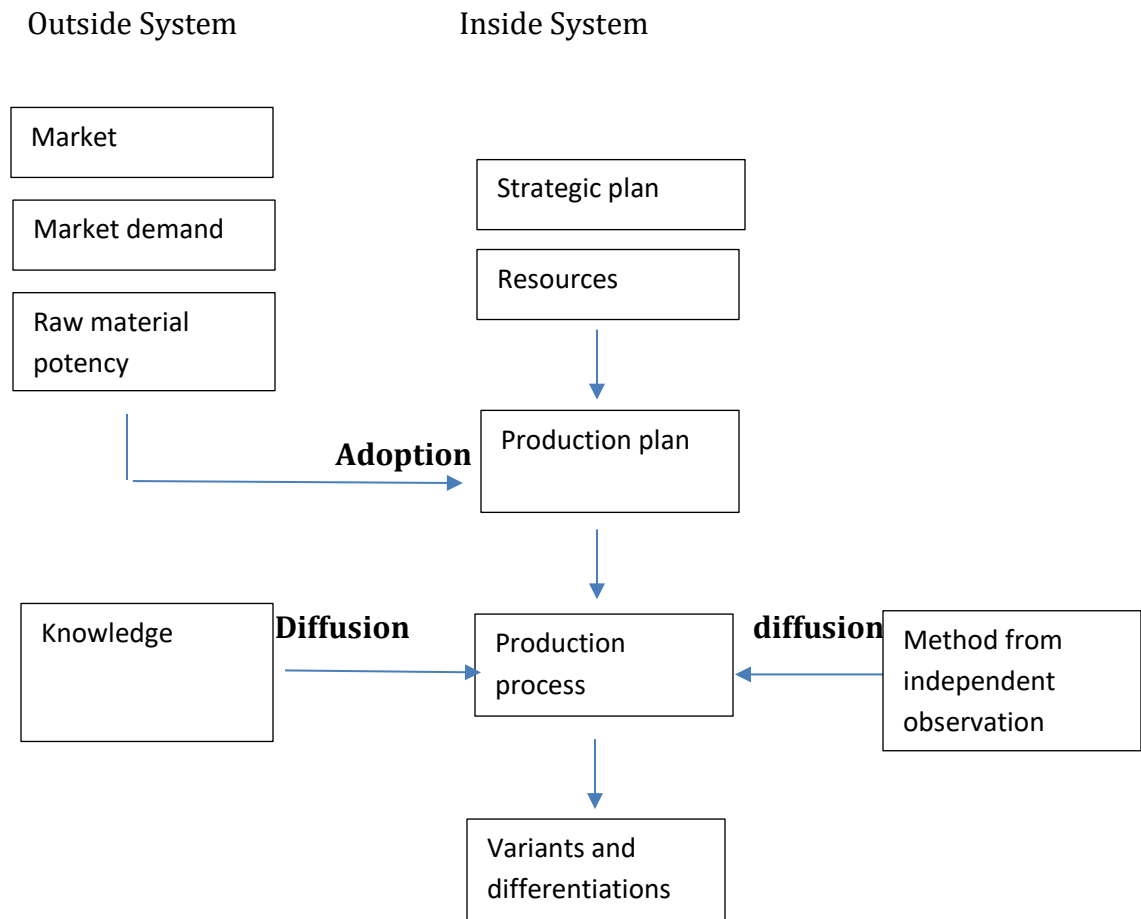 Outside System
Inside System
Market
Strategic plan
Market demand
Resources
Raw material
potency
Production plan
Adoption
Knowledge
Diffusion
Production
process
diffusion
Method from
independent
observation
Variants and
differentiations